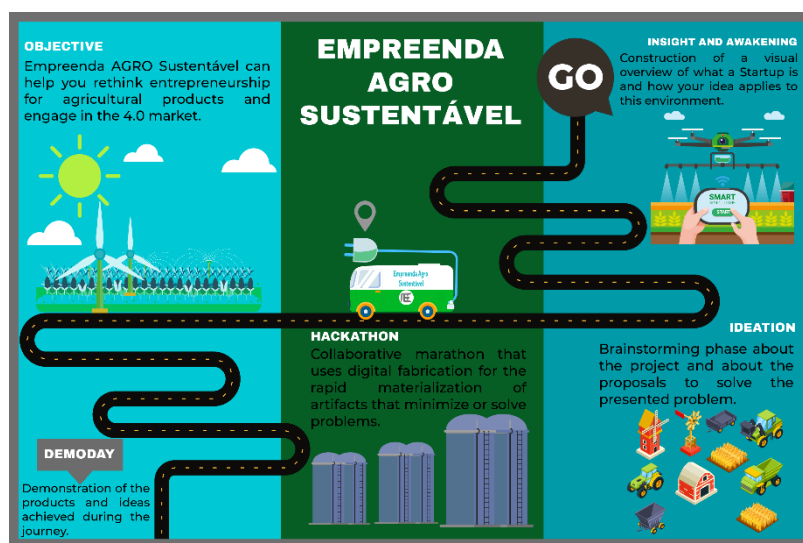 OBJECTIVE
Empreenda AGRO Sustentável can
help you rethink entrepreneurship
for agricultural products and
engage in the 4.0 market.
EMPREENDA
AGRO
SUSTENTÁVEL
GO
INSIGHT AND AWAKENING
Construction of a visual
overview of what a Startup is
and how your idea applies to
this environment.
SMART
START
Empreenda Agro
Sustentável
HACKATHON
Collaborative marathon that
uses digital fabrication for the
rapid materialization of
artifacts that minimize or solve
problems.
IDEATION
Brainstorming phase about
the project and about the
proposals to solve the
presented problem.
DEMODAY
Demonstration of the
products and ideas
achieved during the
journey.